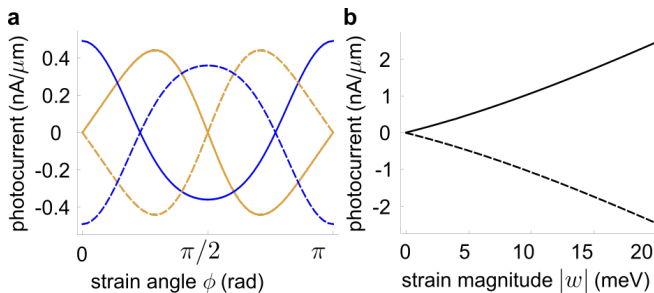 a
photocurrent (nA/μm)
0.4
0.2
0
-0.2
-0.4
0
π/2
π
strain angle ϕ (rad)
b
photocurrent (nA/μm)
2
1
0
-1
-2
0
5
10
15
20
strain magnitude |w| (meV)